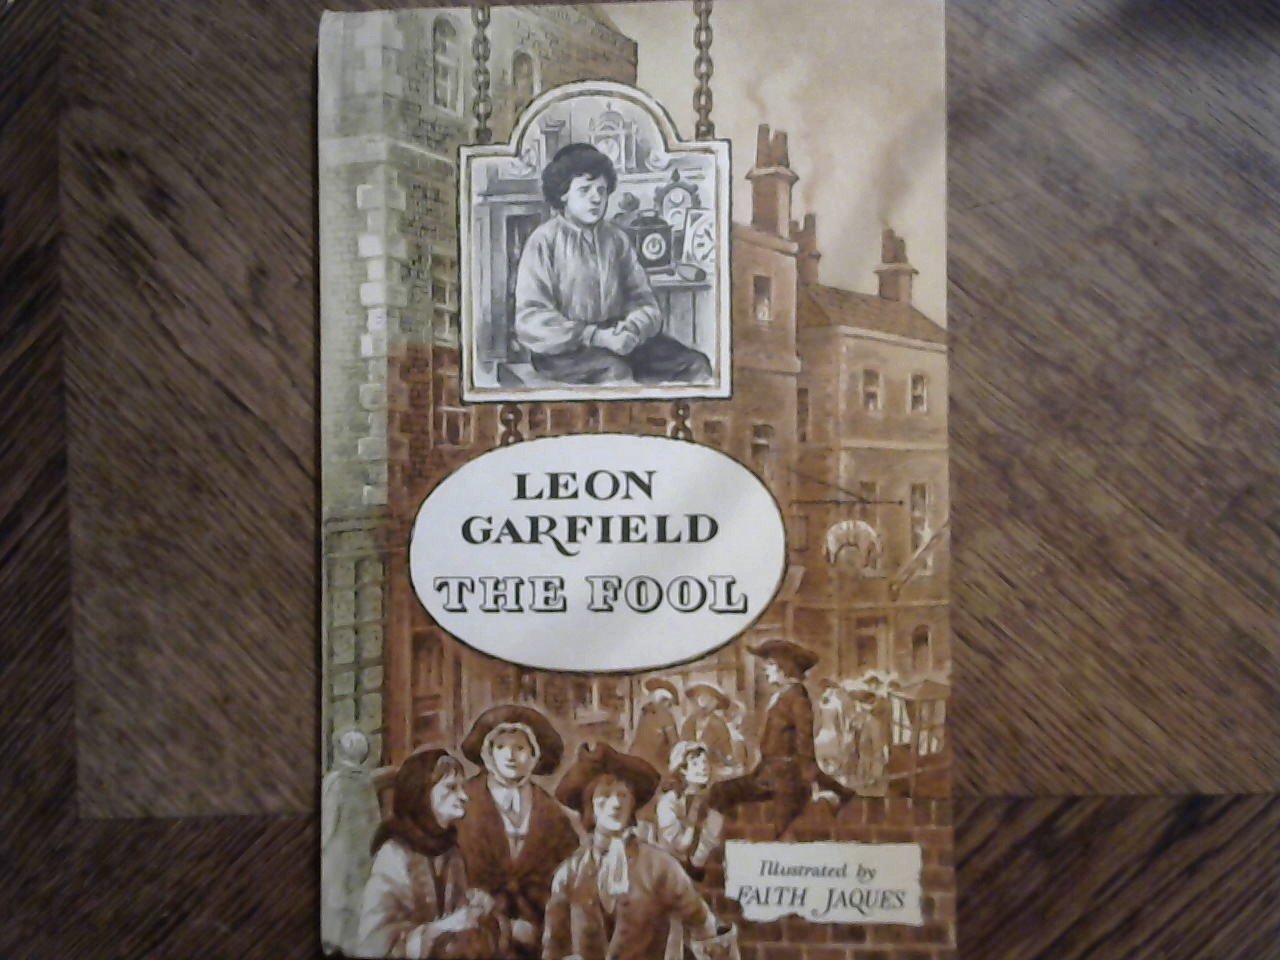 LEON
GARFIELD
THE FOOL
Illustrated by
FAITH JAQUES